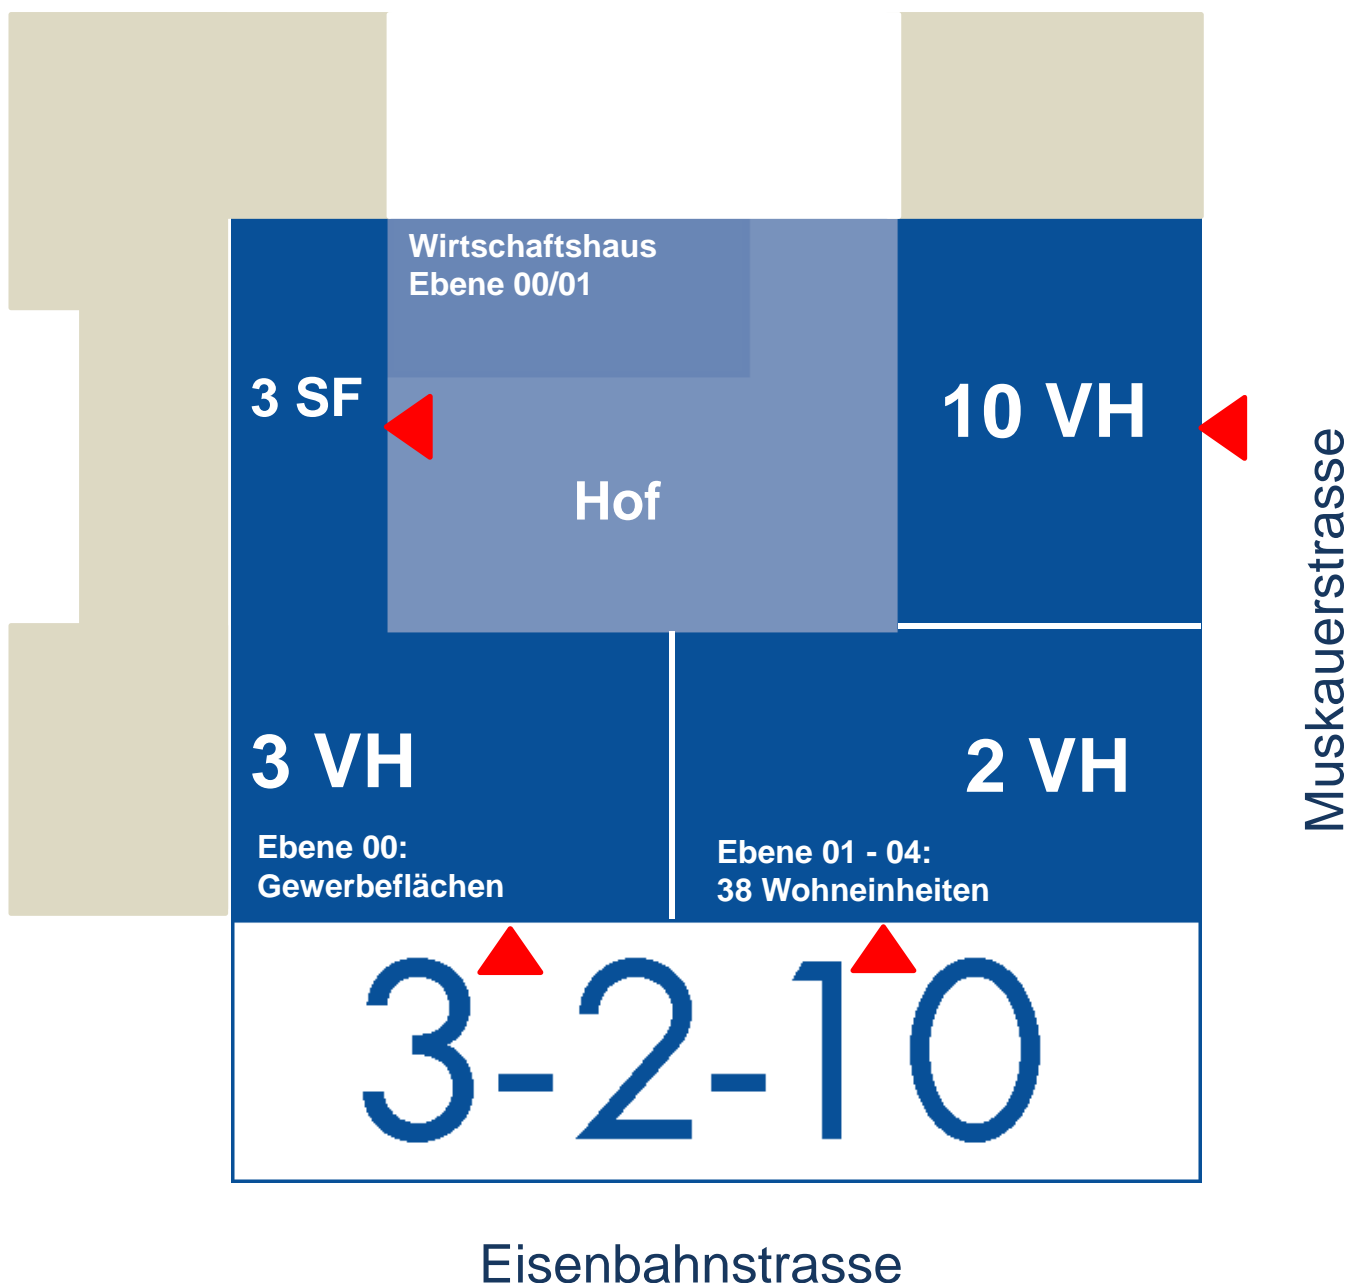 Wirtschaftshaus
Ebene 00/01
3 SF
10 VH
Hof
Muskauerstrasse
3 VH
2 VH
Ebene 00:
Gewerbeflächen
Ebene 01 - 04:
38 Wohneinheiten
3-2-10
Eisenbahnstrasse